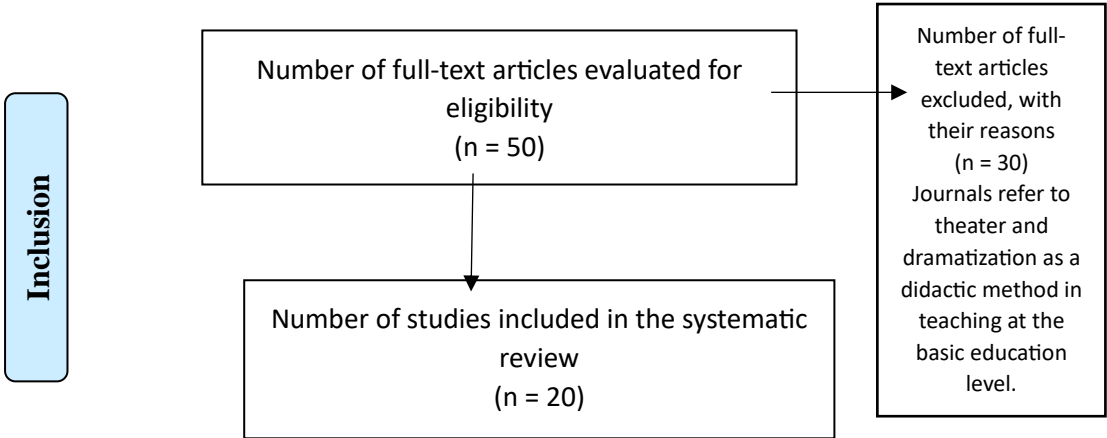 Inclusion
Number of full-text articles evaluated for
eligibility
(n = 50)
Number of full-
text articles
excluded, with
their reasons
(n = 30)
Journals refer to
theater and
dramatization as a
didactic method in
teaching at the
basic education
level.
Number of studies included in the systematic
review
(n = 20)